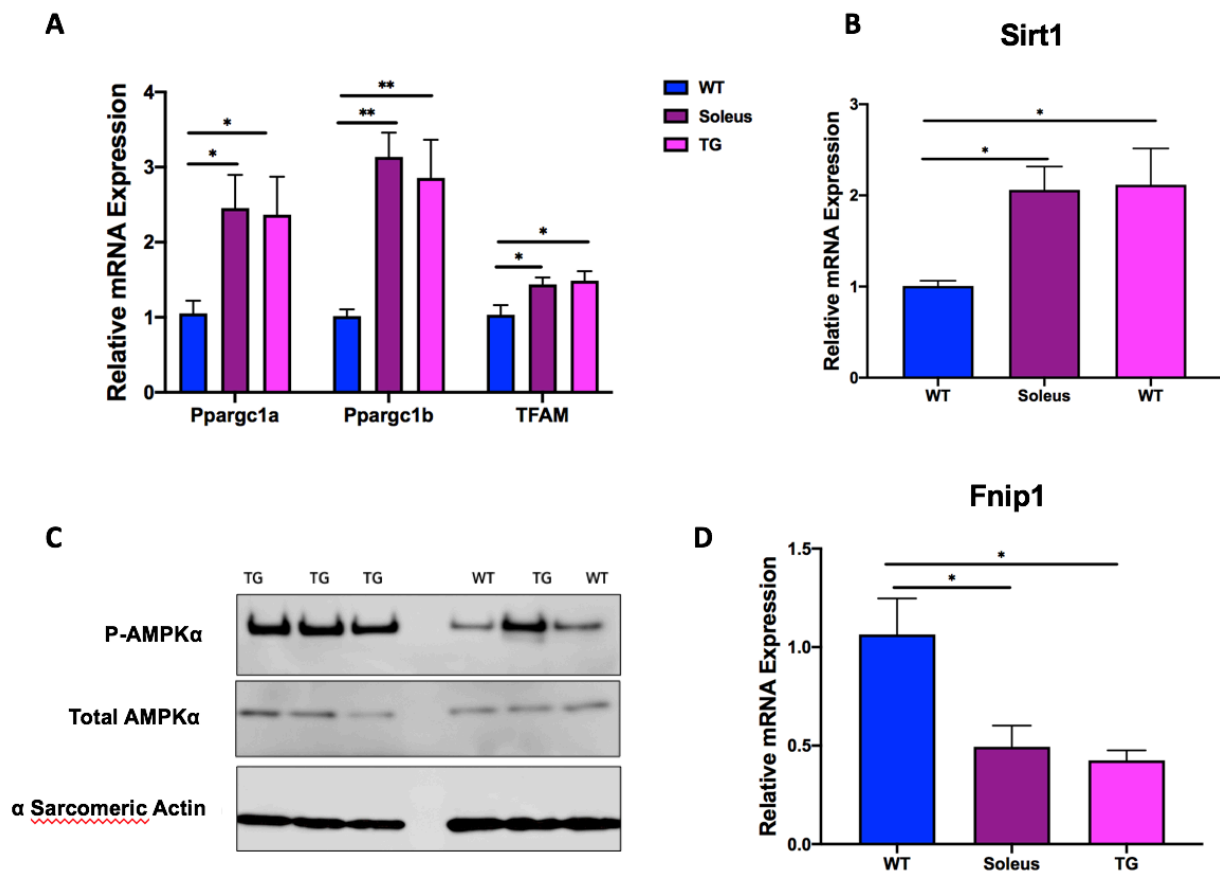 A
Relative mRNA Expression
4
3
2
1
0
*
*
**
**
*
*
Ppargc1a Ppargc1b TFAM
WT
Soleus
TG
B
Sirt1
Relative mRNA Expression
3
2
1
0
*
*
WT Soleus WT
C
TG TG TG WT TG WT
P-AMPKα
Total AMPKα
α Sarcomeric Actin
D
Fnip1
Relative mRNA Expression
1.5
1.0
0.5
0.0
*
*
WT Soleus TG